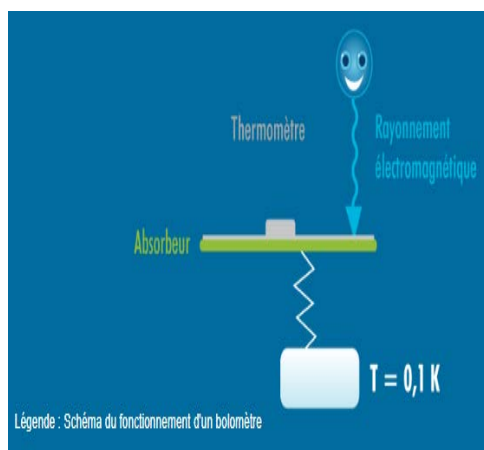 Thermomètre
Rayonnement
électromagnétique
Absorbeur
T = 0,1 K
Légende : Schéma du fonctionnement d'un bolomètre